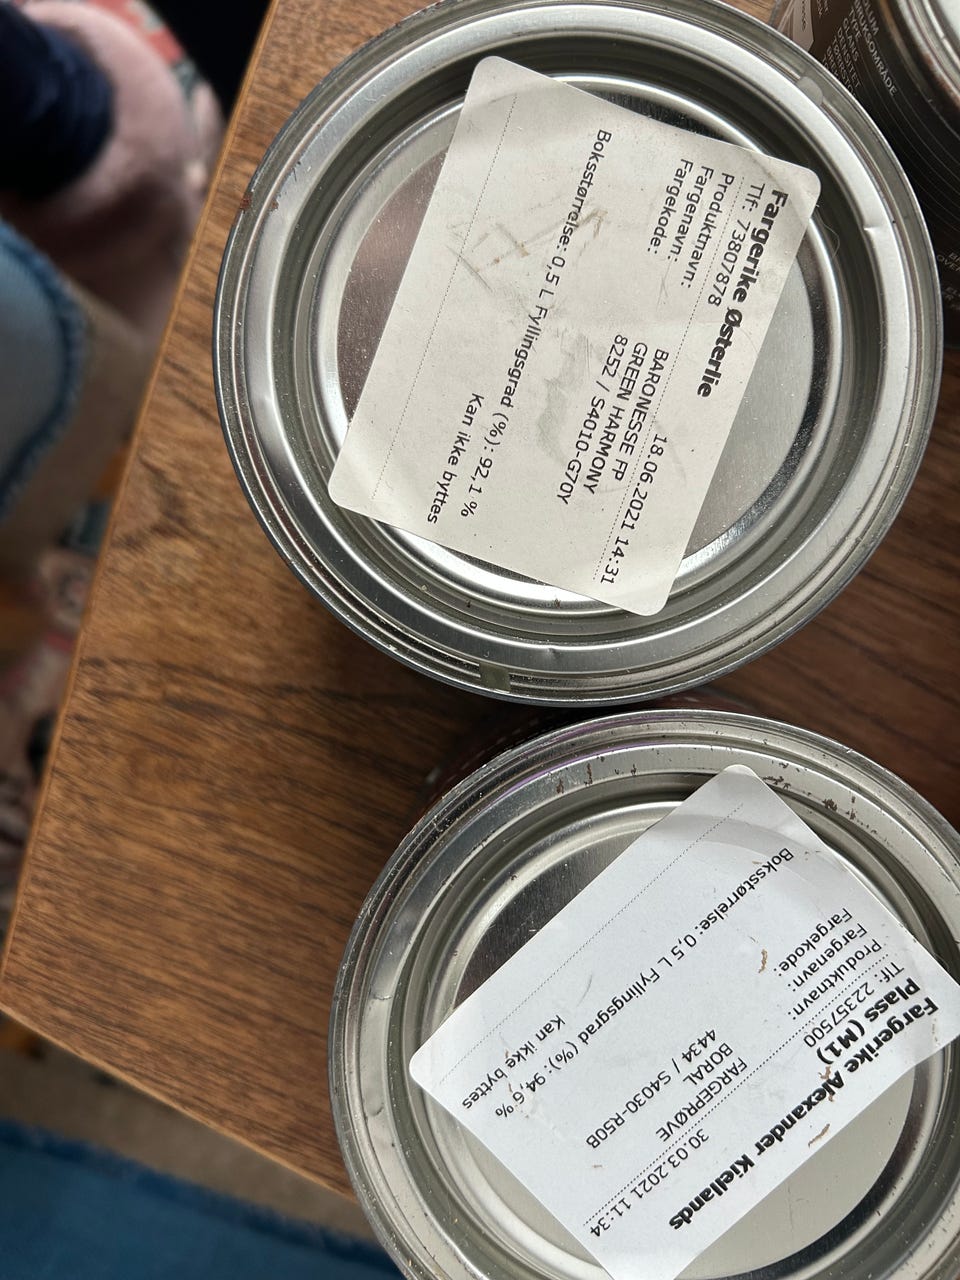 Fargerike Østerlie
Tlf: 73807878 18.06.2021 14:31
Produktnavn: BARONESSE FP
Fargenavn: GREEN HARMONY
Fargekode: 8252 / S4010-G70Y
Boksstørrelse: 0,5 L Fyllingsgrad (%): 92,1 %
Kan ikke byttes
Fargerike Alexander Kiellands
Plass (M1)
Tlf: 22357500 30.03.2021 11:34
Produktnavn: FARGEPRØVE
Fargenavn: BORAL
Fargekode: 4434 / S4030-R50B
Boksstørrelse: 0,5 L Fyllingsgrad (%): 94,6 %
Kan ikke byttes
BRUKSOMRÅDE